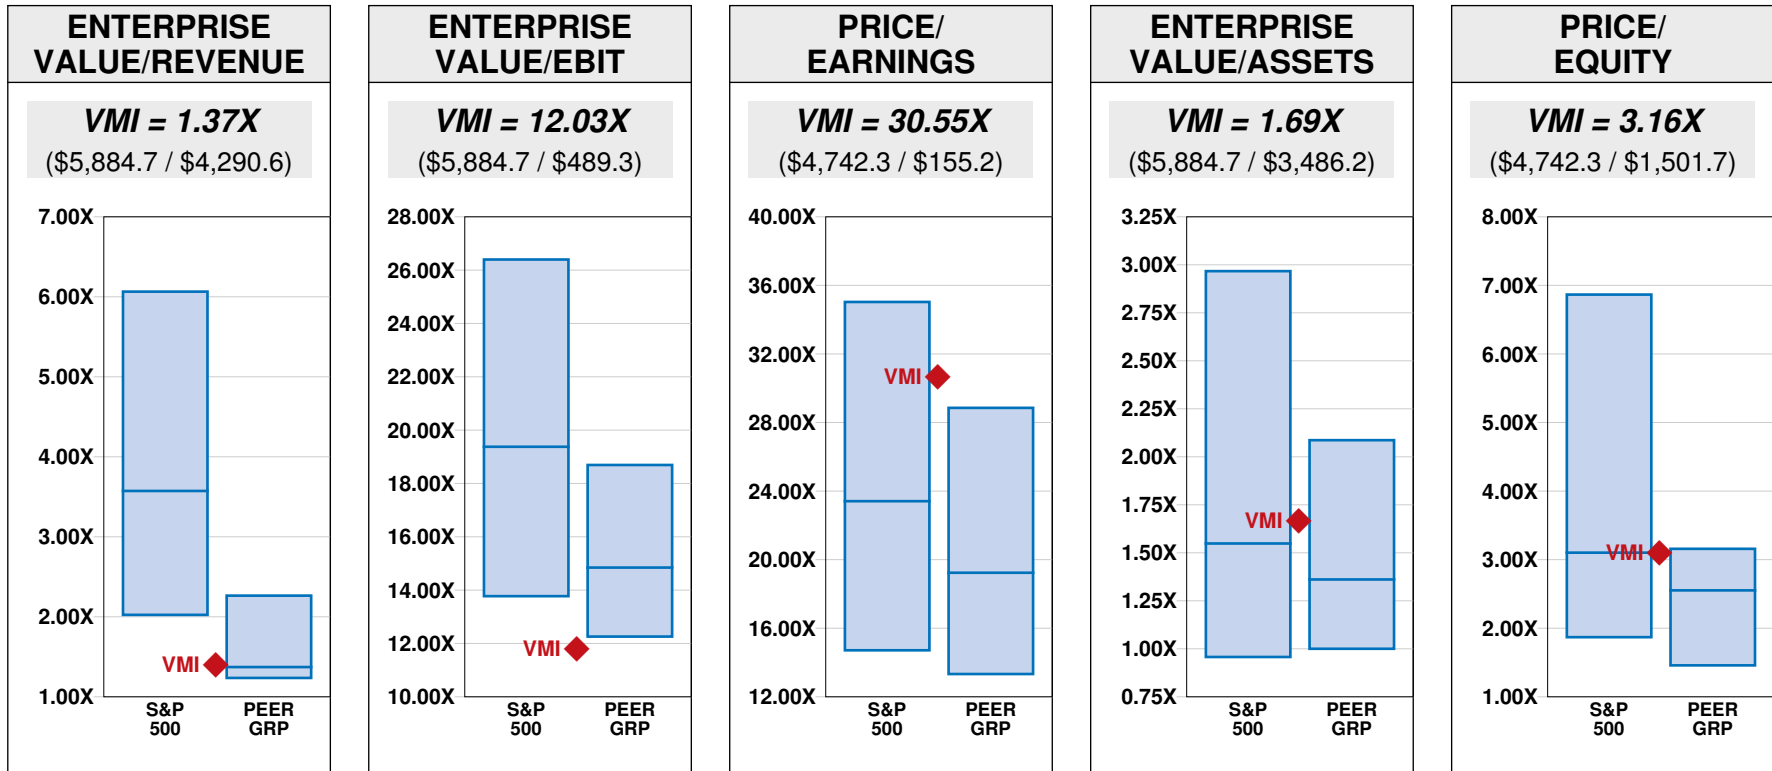 ENTERPRISE
VALUE/REVENUE
VMI = 1.37X
($5,884.7 / $4,290.6)
7.00X
6.00X
5.00X
4.00X
3.00X
2.00X
1.00X
VMI
S&P
500
PEER
GRP
ENTERPRISE
VALUE/EBIT
VMI = 12.03X
($5,884.7 / $489.3)
28.00X
26.00X
24.00X
22.00X
20.00X
18.00X
16.00X
14.00X
12.00X
10.00X
VMI
S&P
500
PEER
GRP
PRICE/
EARNINGS
VMI = 30.55X
($4,742.3 / $155.2)
40.00X
36.00X
32.00X
28.00X
24.00X
20.00X
16.00X
12.00X
VMI
S&P
500
PEER
GRP
ENTERPRISE
VALUE/ASSETS
VMI = 1.69X
($5,884.7 / $3,486.2)
3.25X
3.00X
2.75X
2.50X
2.25X
2.00X
1.75X
1.50X
1.25X
1.00X
0.75X
VMI
S&P
500
PEER
GRP
PRICE/
EQUITY
VMI = 3.16X
($4,742.3 / $1,501.7)
8.00X
7.00X
6.00X
5.00X
4.00X
3.00X
2.00X
1.00X
VMI
S&P
500
PEER
GRP